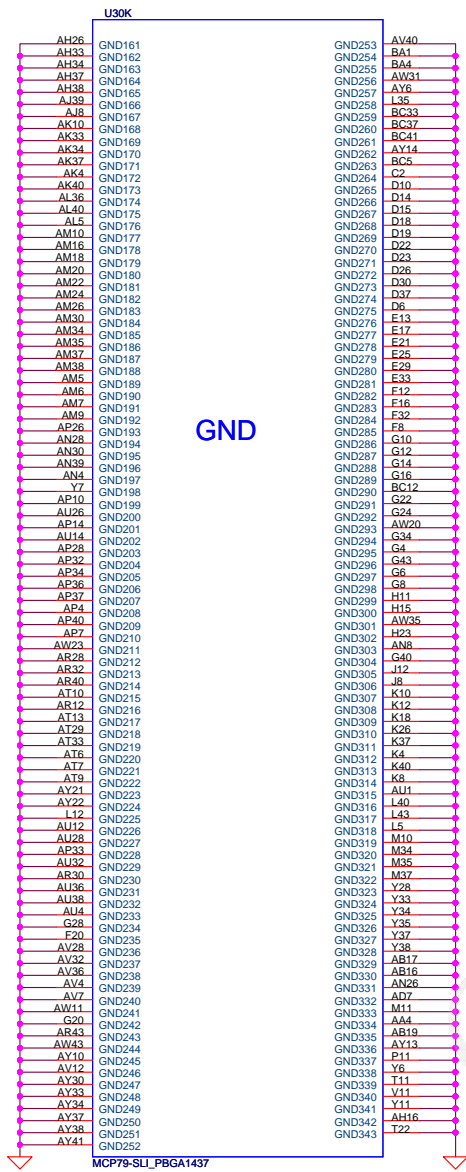 U30K
AH26 GND161
AH33 GND162
AH34 GND163
AH37 GND164
AH38 GND165
AJ39 GND166
AJ8 GND167
AK10 GND168
AK33 GND169
AK34 GND170
AK37 GND171
AK4 GND172
AK40 GND173
AL36 GND174
AL40 GND175
AL5 GND176
AM10 GND177
AM16 GND178
AM18 GND179
AM20 GND180
AM22 GND181
AM24 GND182
AM26 GND183
AM30 GND184
AM34 GND185
AM35 GND186
AM37 GND187
AM38 GND188
AM5 GND189
AM6 GND190
AM7 GND191
AM9 GND192
AP26 GND193
AN28 GND194
AN30 GND195
AN39 GND196
AN4 GND197
Y7 GND198
AP10 GND199
AU26 GND200
AP14 GND201
AU14 GND202
AP28 GND203
AP32 GND204
AP34 GND205
AP36 GND206
AP37 GND207
AP4 GND208
AP40 GND209
AP7 GND210
AW23 GND211
AR28 GND212
AR32 GND213
AR40 GND214
AT10 GND215
AR12 GND216
AT13 GND217
AT29 GND218
AT33 GND219
AT6 GND220
AT7 GND221
AT9 GND222
AY21 GND223
AY22 GND224
L12 GND225
AU12 GND226
AU28 GND227
AP33 GND228
AU32 GND229
AR30 GND230
AU36 GND231
AU38 GND232
AU4 GND233
G28 GND234
F20 GND235
AV28 GND236
AV32 GND237
AV36 GND238
AV4 GND239
AV7 GND240
AW11 GND241
G20 GND242
AR43 GND243
AW43 GND244
AY10 GND245
AV12 GND246
AY30 GND247
AY33 GND248
AY34 GND249
AY37 GND250
AY38 GND251
AY41 GND252
GND
GND253 AV40
GND254 BA1
GND255 BA4
GND256 AW31
GND257 AY6
GND258 L35
GND259 BC33
GND260 BC37
GND261 BC41
GND262 AY14
GND263 BC5
GND264 C2
GND265 D10
GND266 D14
GND267 D15
GND268 D18
GND269 D19
GND270 D22
GND271 D23
GND272 D26
GND273 D30
GND274 D37
GND275 D6
GND276 E13
GND277 E17
GND278 E21
GND279 E25
GND280 E29
GND281 E33
GND282 F12
GND283 F16
GND284 F32
GND285 F8
GND286 G10
GND287 G12
GND288 G14
GND289 G16
GND290 BC12
GND291 G22
GND292 G24
GND293 AW20
GND294 G34
GND295 G4
GND296 G43
GND297 G6
GND298 G8
GND299 H11
GND300 H15
GND301 AW35
GND302 H23
GND303 AN8
GND304 G40
GND305 J12
GND306 J8
GND307 K10
GND308 K12
GND309 K18
GND310 K26
GND311 K37
GND312 K4
GND313 K40
GND314 K8
GND315 AU1
GND316 L40
GND317 L43
GND318 L5
GND319 M10
GND320 M34
GND321 M35
GND322 M37
GND323 Y28
GND324 Y33
GND325 Y34
GND326 Y35
GND327 Y37
GND328 Y38
GND329 AB17
GND330 AB16
GND331 AN26
GND332 AD7
GND333 M11
GND334 AA4
GND335 AB19
GND336 AY13
GND337 P11
GND338 Y6
GND339 T11
GND340 V11
GND341 Y11
GND342 AH16
GND343 T22
MCP79-SLI_PBGA1437